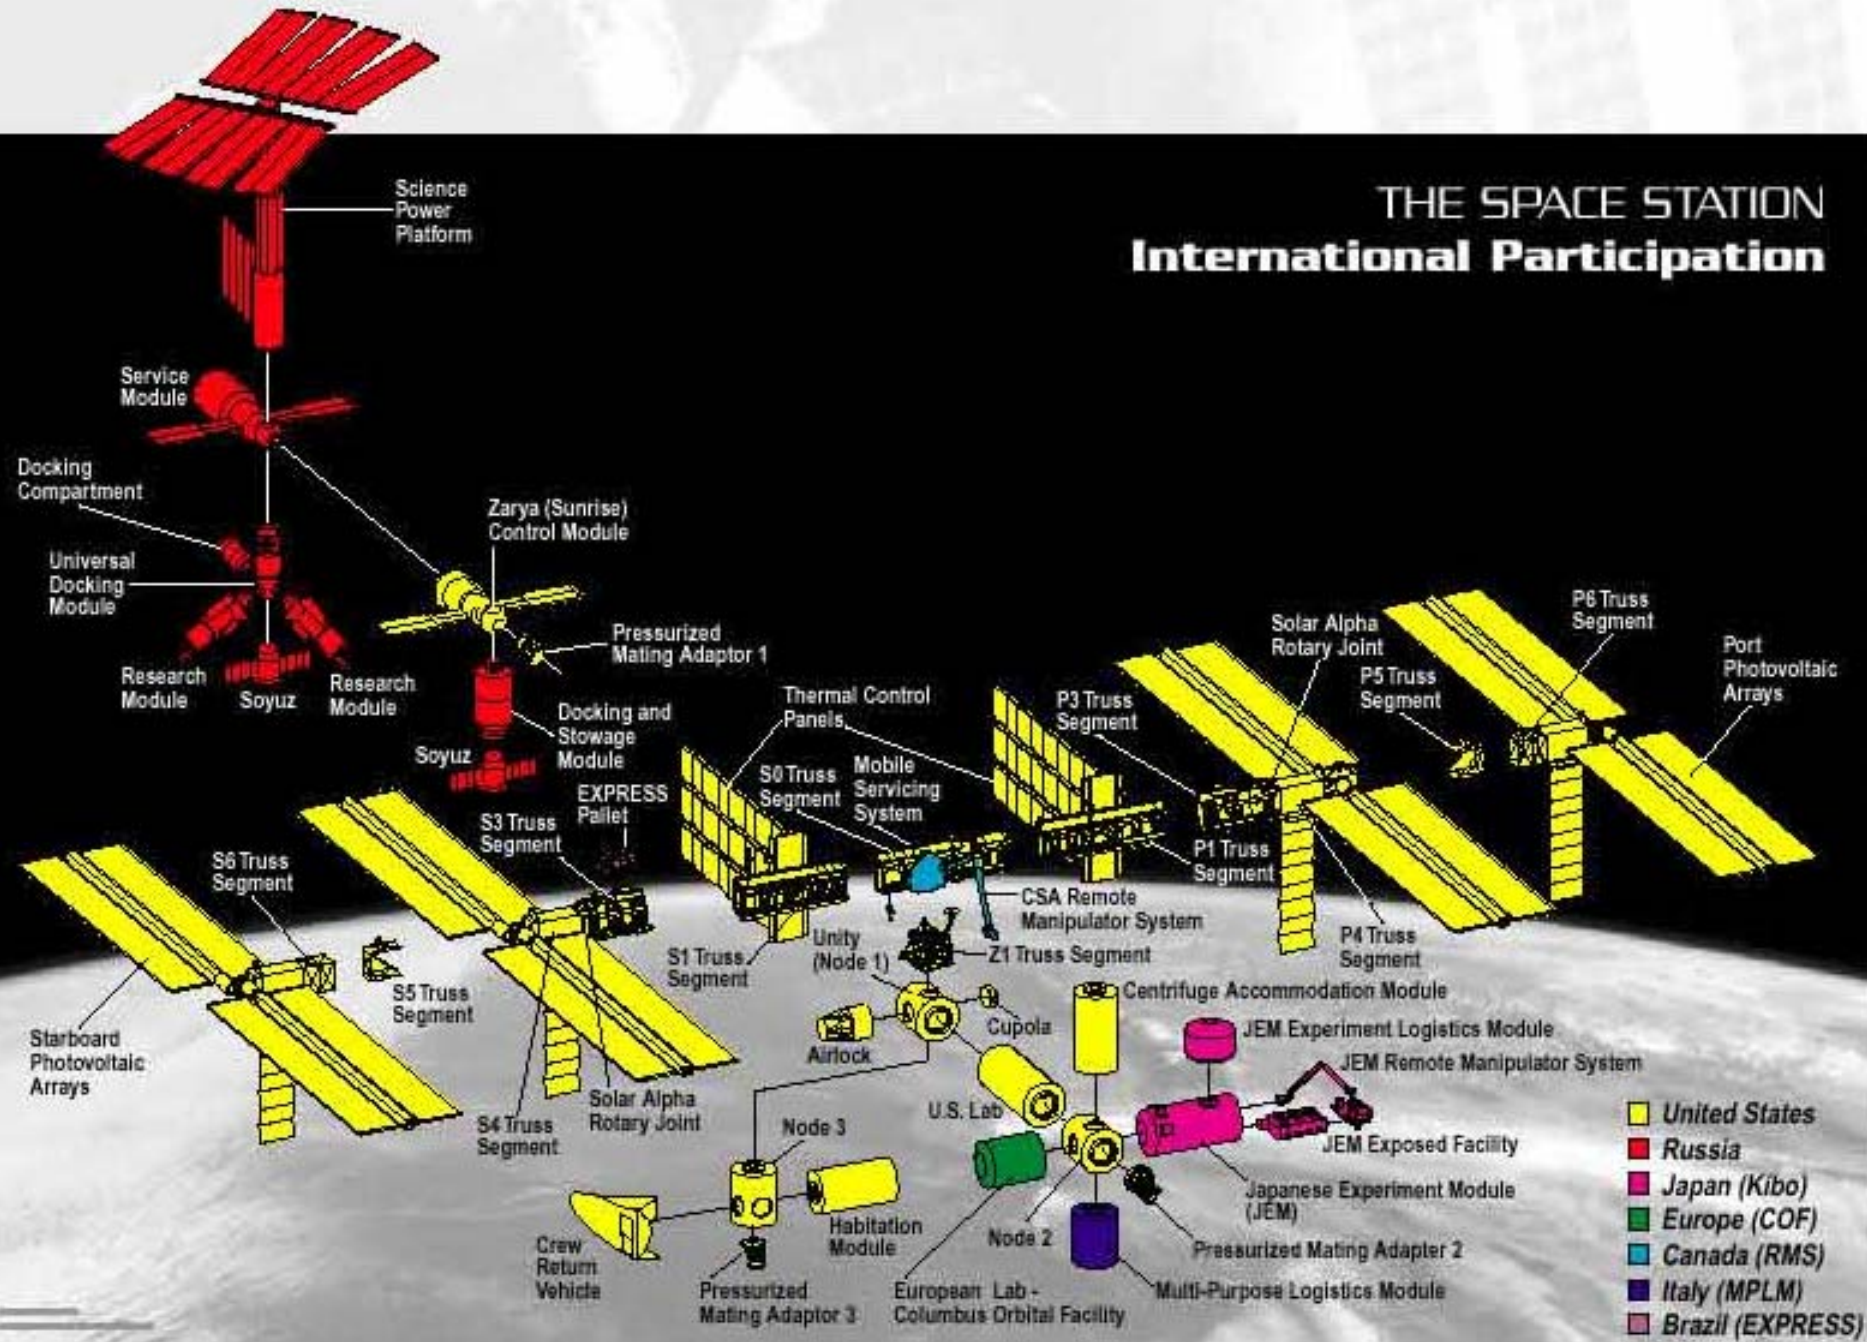 THE SPACE STATION
International Participation
Science
Power
Platform
Service
Module
Docking
Compartment
Universal
Docking
Module
Research
Module
Soyuz
Research
Module
Zarya (Sunrise)
Control Module
Pressurized
Mating Adaptor 1
Docking and
Stowage
Module
Soyuz
EXPRESS
Pallet
S3 Truss
Segment
S6 Truss
Segment
S5 Truss
Segment
Starboard
Photovoltaic
Arrays
S4 Truss
Segment
Solar Alpha
Rotary Joint
Thermal Control
Panels
S0 Truss
Segment
Mobile
Servicing
System
S1 Truss
Segment
Unity
(Node 1)
CSA Remote
Manipulator System
Z1 Truss Segment
P3 Truss
Segment
P1 Truss
Segment
Solar Alpha
Rotary Joint
P5 Truss
Segment
P6 Truss
Segment
Port
Photovoltaic
Arrays
P4 Truss
Segment
Centrifuge Accommodation Module
Cupola
Airlock
JEM Experiment Logistics Module
JEM Remote Manipulator System
U.S. Lab
JEM Exposed Facility
Japanese Experiment Module
(JEM)
Node 3
Habitation
Module
Crew
Return
Vehicle
Pressurized
Mating Adaptor 3
Node 2
European Lab -
Columbus Orbital Facility
Pressurized Mating Adapter 2
Multi-Purpose Logistics Module
United States
Russia
Japan (Kibo)
Europe (COF)
Canada (RMS)
Italy (MPLM)
Brazil (EXPRESS)